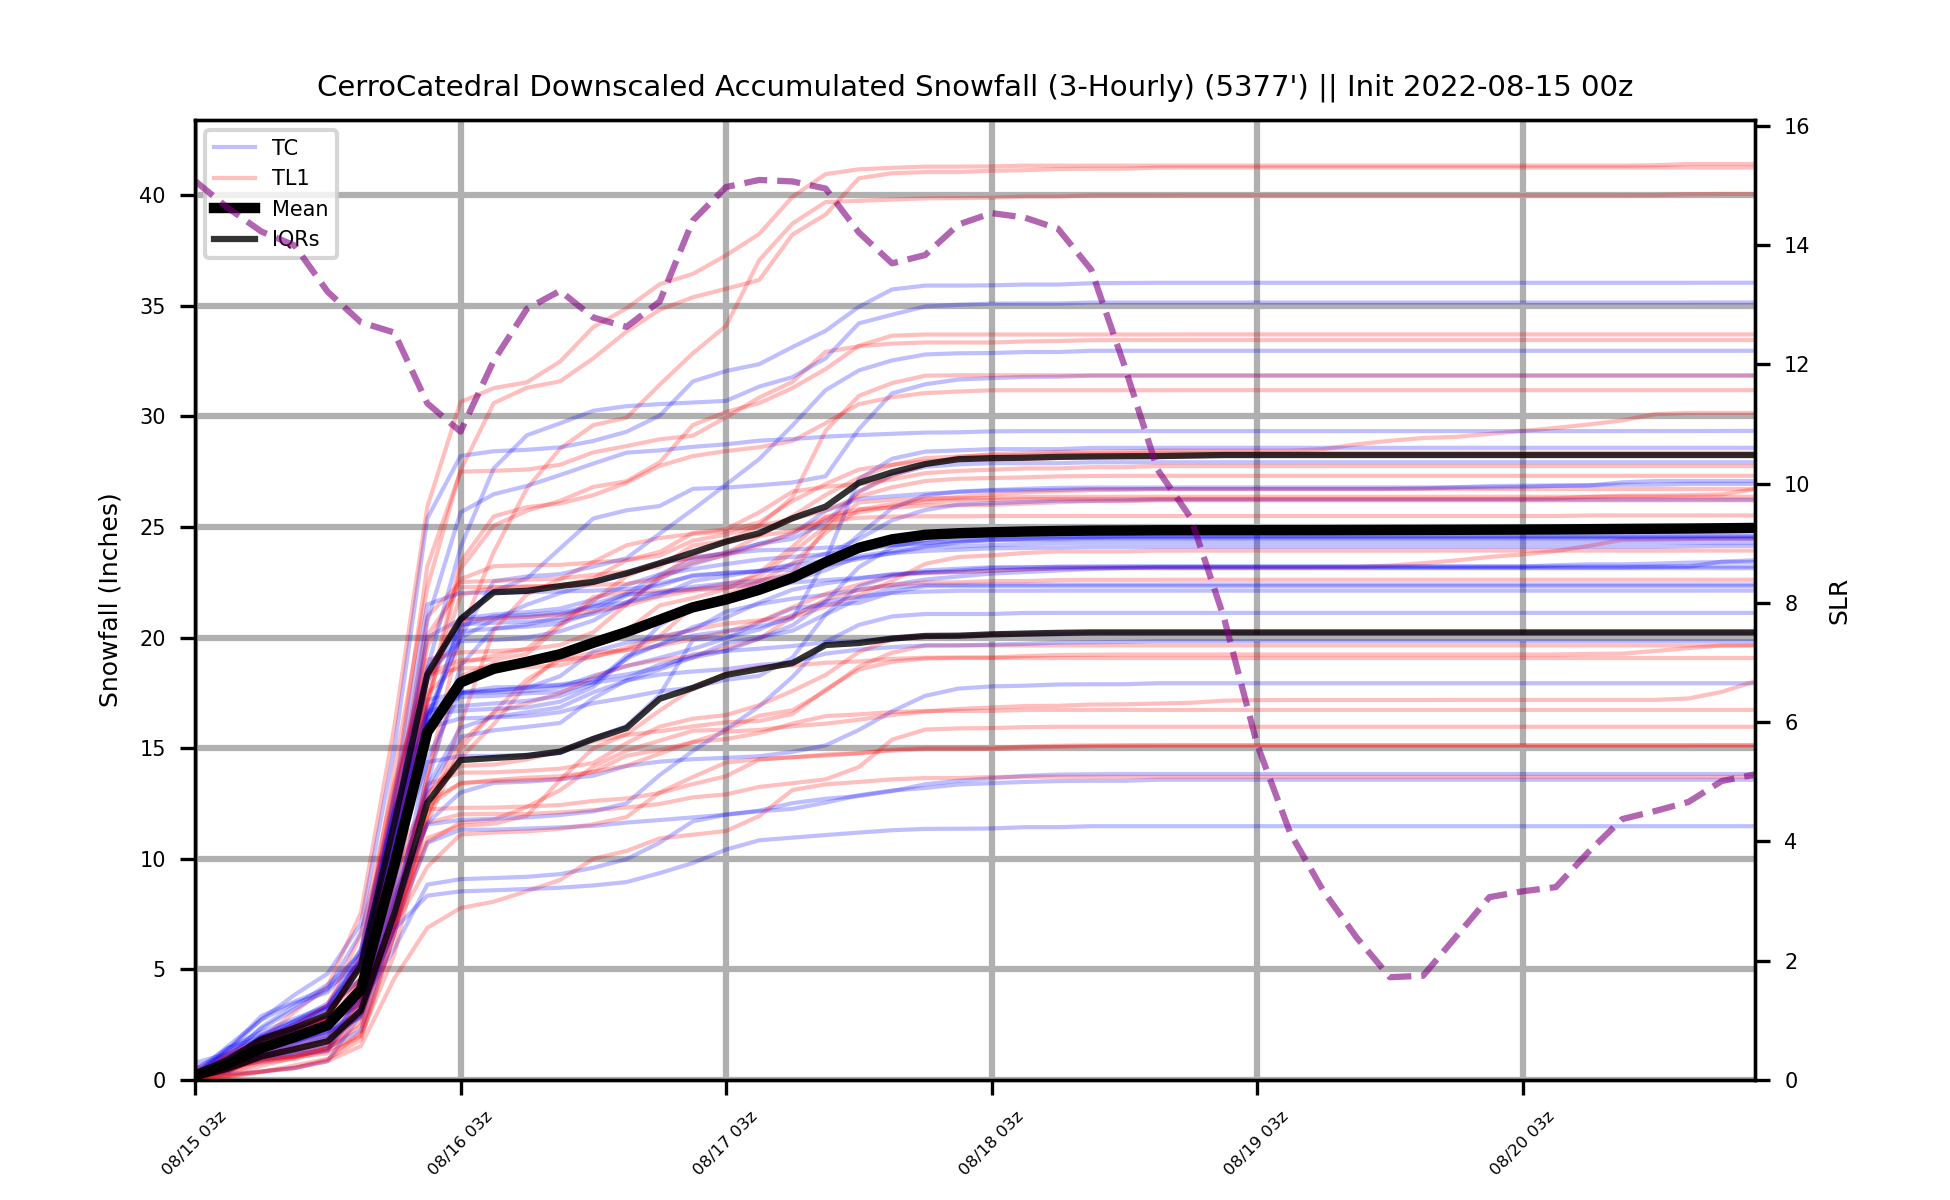 CerroCatedral Downscaled Accumulated Snowfall (3-Hourly) (5377') || Init 2022-08-15 00z
TC
TL1
Mean
IQRs
40
35
30
25
20
15
10
5
0
Snowfall (Inches)
16
14
12
10
8
6
4
2
0
SLR
08/15 03z
08/16 03z
08/17 03z
08/18 03z
08/19 03z
08/20 03z